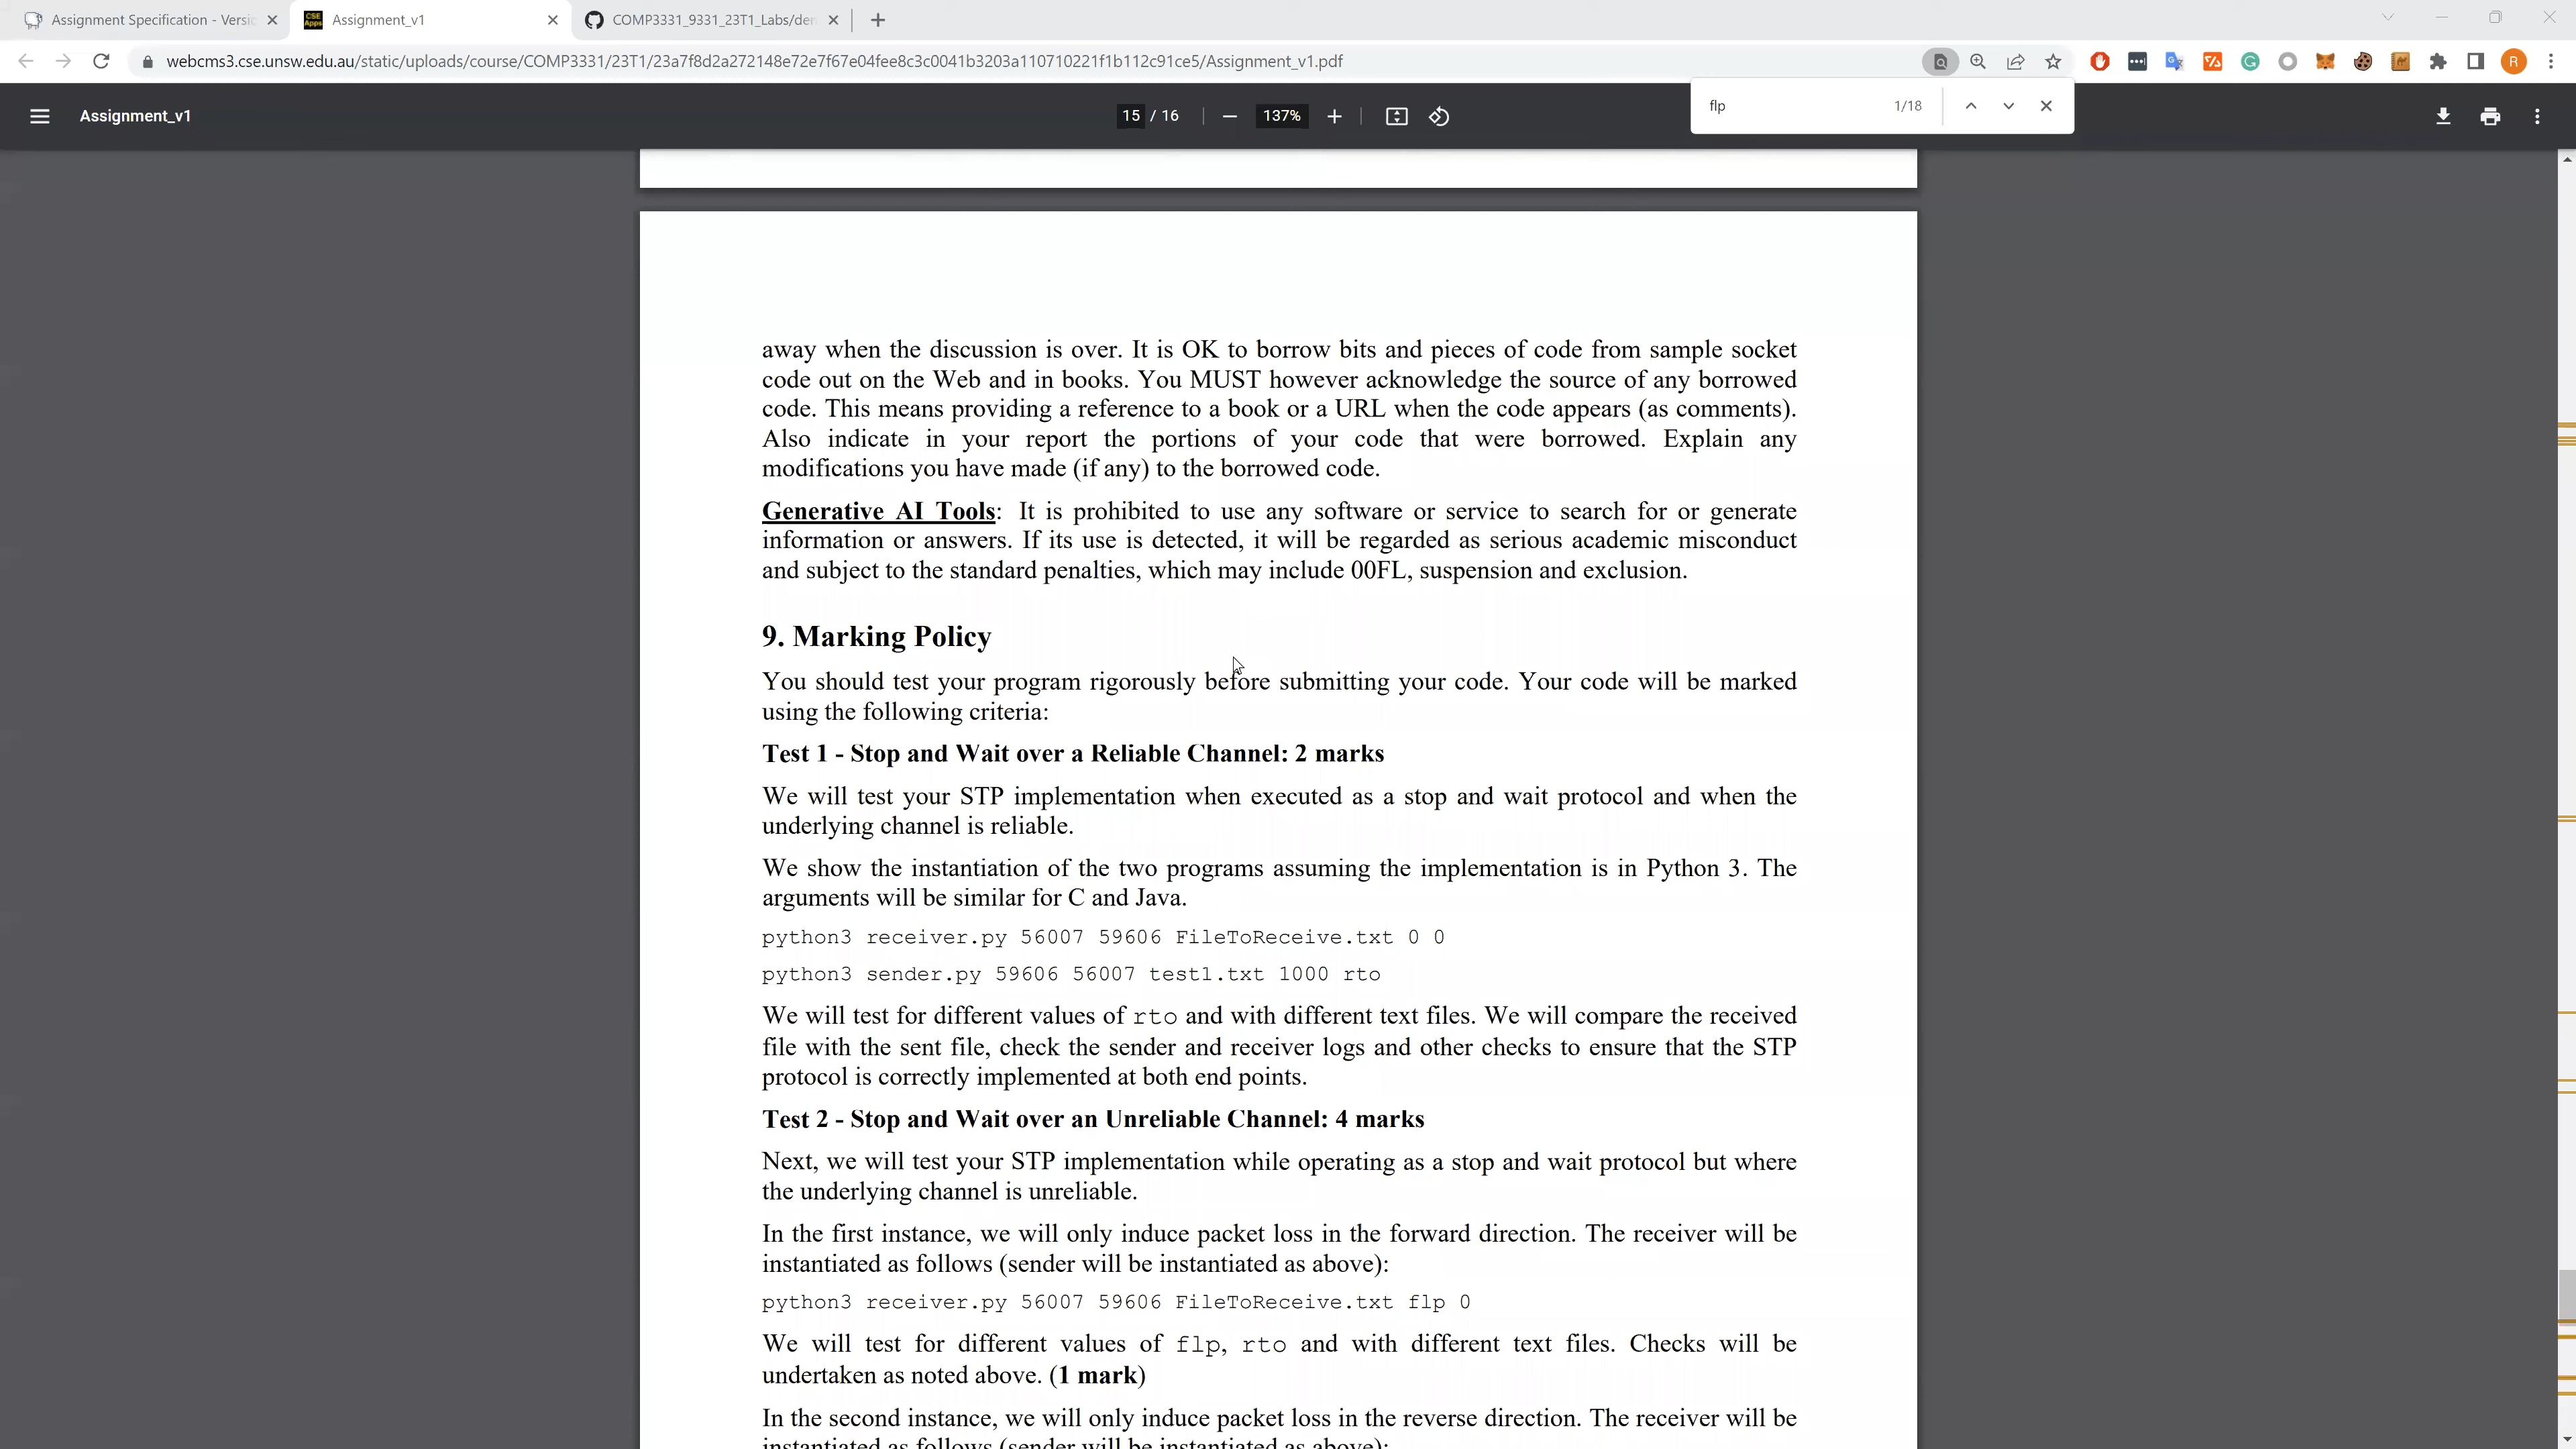 Assignment Specification - Versi
Assignment_v1
COMP3331_9331_23T1_Labs/den
webcms3.cse.unsw.edu.au/static/uploads/course/COMP3331/23T1/23a7f8d2a272148e72e7f67e04fee8c3c0041b3203a110710221f1b112c91ce5/Assignment_v1.pdf
R
Assignment_v1
15 / 16
137%
flp
1/18
away when the discussion is over. It is OK to borrow bits and pieces of code from sample socket
code out on the Web and in books. You MUST however acknowledge the source of any borrowed
code. This means providing a reference to a book or a URL when the code appears (as comments).
Also indicate in your report the portions of your code that were borrowed. Explain any
modifications you have made (if any) to the borrowed code.
Generative AI Tools: It is prohibited to use any software or service to search for or generate
information or answers. If its use is detected, it will be regarded as serious academic misconduct
and subject to the standard penalties, which may include 00FL, suspension and exclusion.
9. Marking Policy
You should test your program rigorously before submitting your code. Your code will be marked
using the following criteria:
Test 1 - Stop and Wait over a Reliable Channel: 2 marks
We will test your STP implementation when executed as a stop and wait protocol and when the
underlying channel is reliable.
We show the instantiation of the two programs assuming the implementation is in Python 3. The
arguments will be similar for C and Java.
python3 receiver.py 56007 59606 FileToReceive.txt 0 0
python3 sender.py 59606 56007 test1.txt 1000 rto
We will test for different values of rto and with different text files. We will compare the received
file with the sent file, check the sender and receiver logs and other checks to ensure that the STP
protocol is correctly implemented at both end points.
Test 2 - Stop and Wait over an Unreliable Channel: 4 marks
Next, we will test your STP implementation while operating as a stop and wait protocol but where
the underlying channel is unreliable.
In the first instance, we will only induce packet loss in the forward direction. The receiver will be
instantiated as follows (sender will be instantiated as above):
python3 receiver.py 56007 59606 FileToReceive.txt flp 0
We will test for different values of flp, rto and with different text files. Checks will be
undertaken as noted above. (1 mark)
In the second instance, we will only induce packet loss in the reverse direction. The receiver will be
instantiated as follows (sender will be instantiated as above):